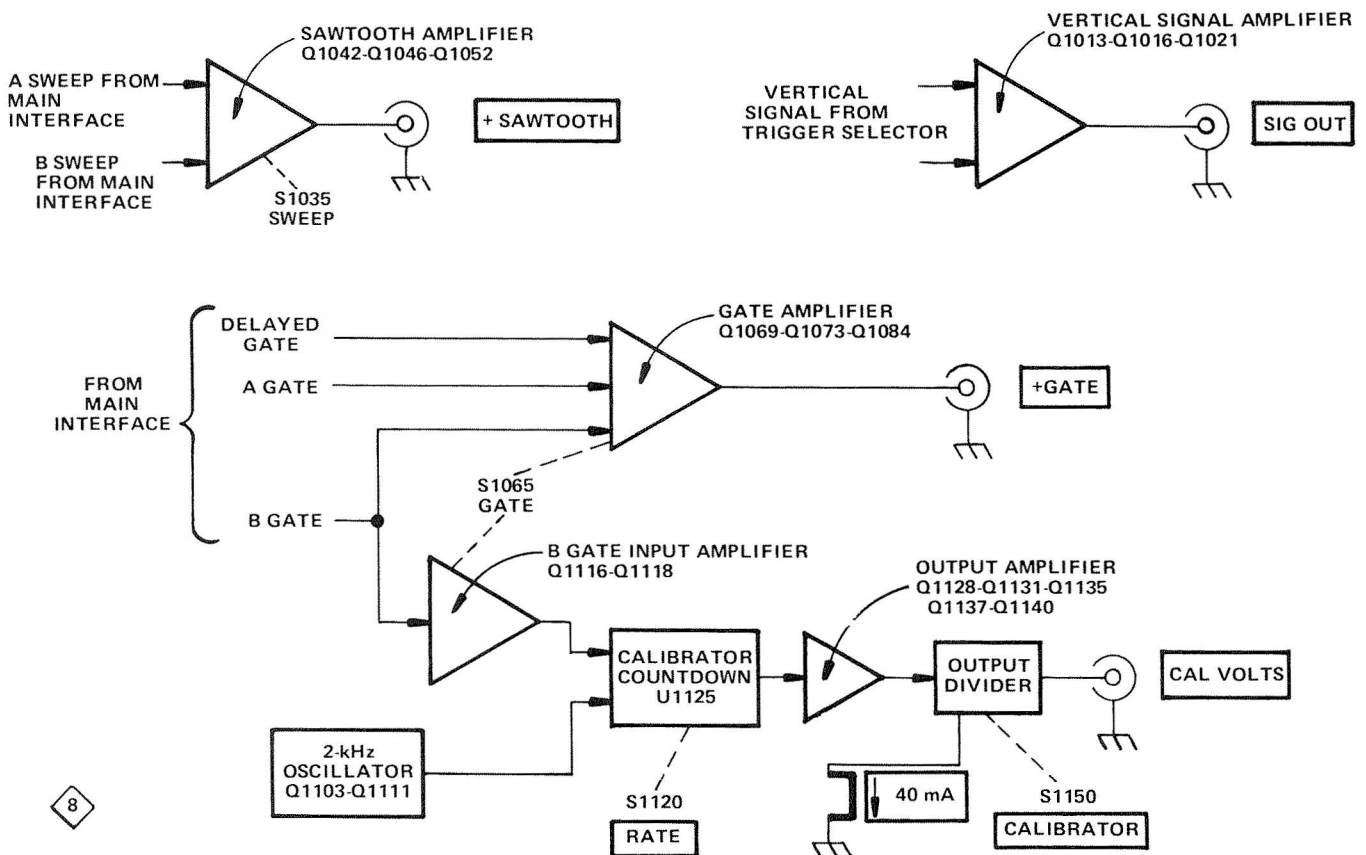 SAWTOOTH AMPLIFIER
Q1042-Q1046-Q1052
A SWEEP FROM
MAIN
INTERFACE
B SWEEP
FROM MAIN
INTERFACE
S1035
SWEEP
+ SAWTOOTH
VERTICAL SIGNAL AMPLIFIER
Q1013-Q1016-Q1021
VERTICAL
SIGNAL FROM
TRIGGER SELECTOR
SIG OUT
FROM
MAIN
INTERFACE
DELAYED
GATE
A GATE
B GATE
GATE AMPLIFIER
Q1069-Q1073-Q1084
+GATE
S1065
GATE
B GATE INPUT AMPLIFIER
Q1116-Q1118
OUTPUT AMPLIFIER
Q1128-Q1131-Q1135
Q1137-Q1140
CALIBRATOR
COUNTDOWN
U1125
OUTPUT
DIVIDER
CAL VOLTS
2-kHz
OSCILLATOR
Q1103-Q1111
S1120
RATE
40 mA
S1150
CALIBRATOR
8